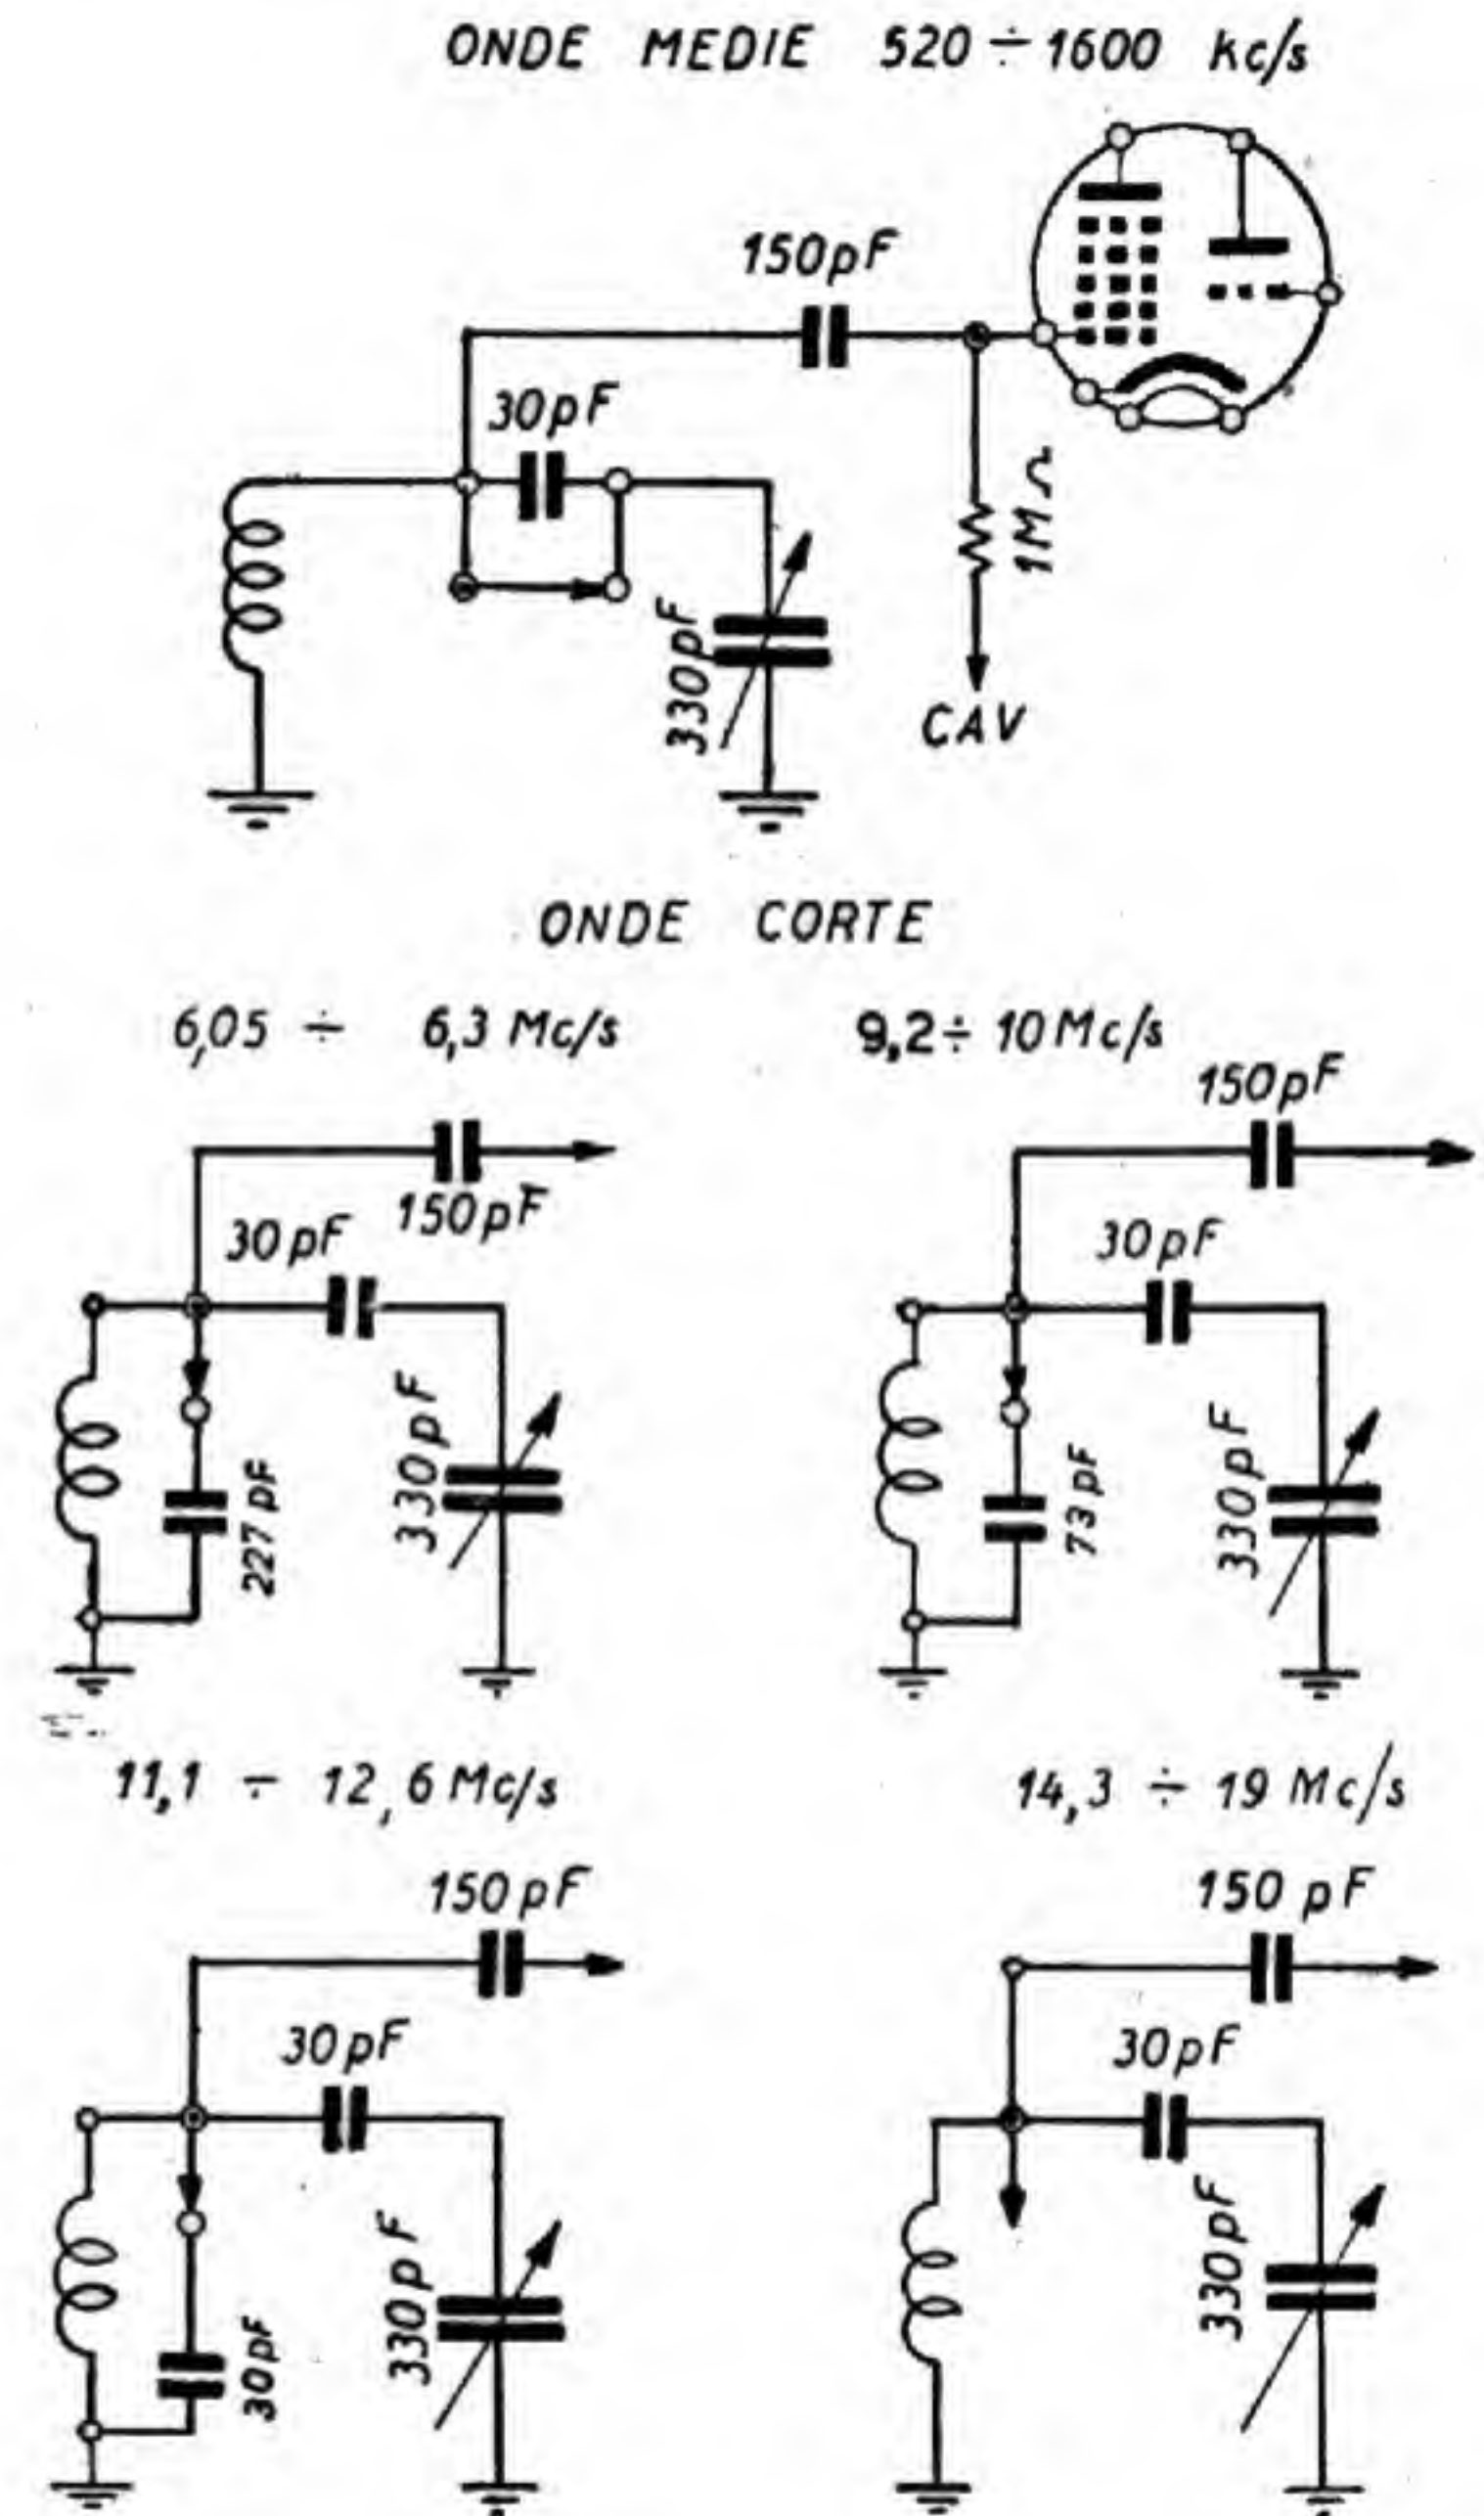 ONDE MEDIE 520 ÷ 1600 kc/s
150pF
30pF
1MΩ
330pF
CAV
ONDE CORTE
6,05 ÷ 6,3 Mc/s
9,2 ÷ 10 Mc/s
150pF
150pF
30pF
30pF
330pF
227pF
330pF
73pF
11,1 ÷ 12,6 Mc/s
14,3 ÷ 19 Mc/s
150pF
150 pF
30pF
30pF
330pF
30pF
330pF